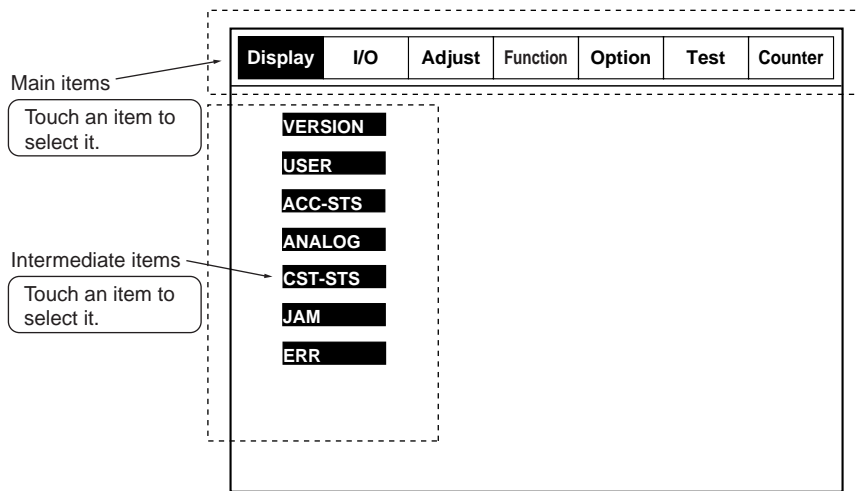 Display I/O Adjust Function Option Test Counter
Main items
Touch an item to
select it.
VERSION
USER
ACC-STS
ANALOG
Intermediate items
CST-STS
Touch an item to
select it.
JAM
ERR